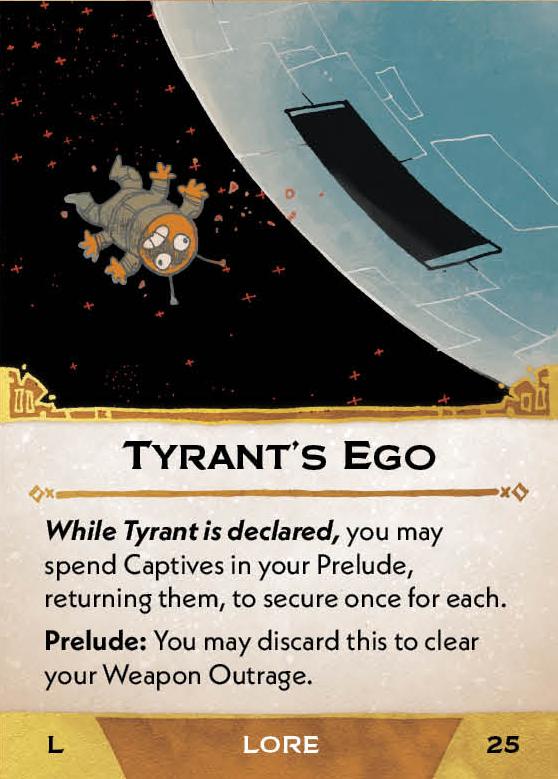 TYRANT'S EGO
While Tyrant is declared, you may
spend Captives in your Prelude,
returning them, to secure once for each.
Prelude: You may discard this to clear
your Weapon Outrage.
L LORE 25